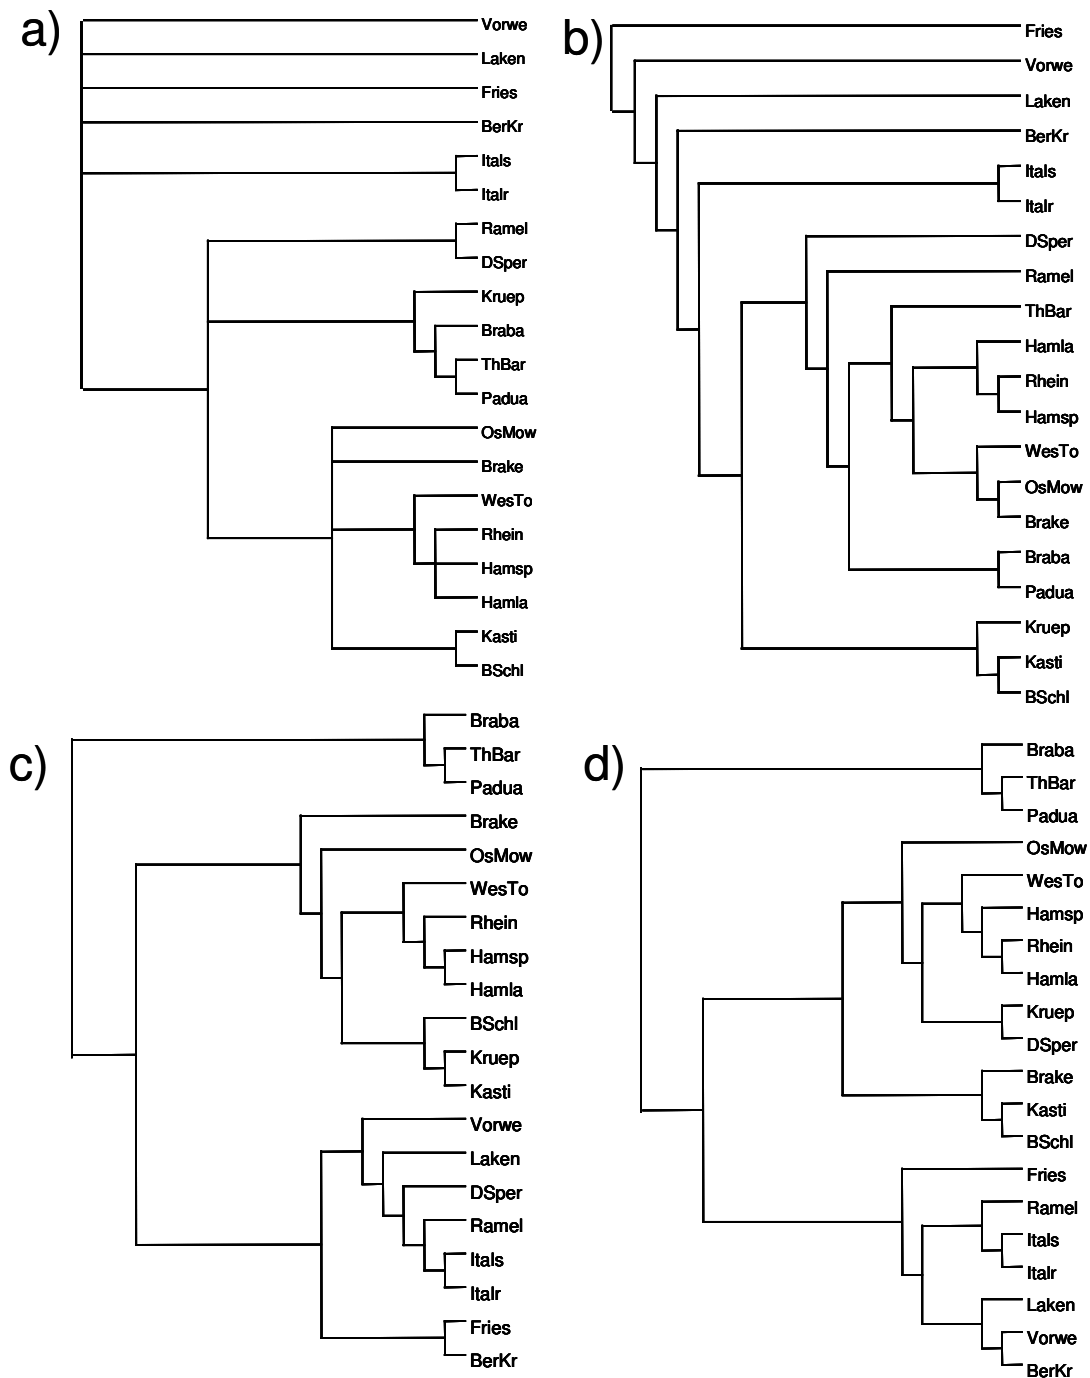 a)
Vorwe
Laken
Fries
BerKr
Itals
Italr
Ramel
DSper
Kruep
Braba
ThBar
Padua
OsMow
Brake
WesTo
Rhein
Hamsp
Hamla
Kasti
BSchl
b)
Fries
Vorwe
Laken
BerKr
Itals
Italr
DSper
Ramel
ThBar
Hamla
Rhein
Hamsp
WesTo
OsMow
Brake
Braba
Padua
Kruep
Kasti
BSchl
c)
Braba
ThBar
Padua
Brake
OsMow
WesTo
Rhein
Hamsp
Hamla
BSchl
Kruep
Kasti
Vorwe
Laken
DSper
Ramel
Itals
Italr
Fries
BerKr
d)
Braba
ThBar
Padua
OsMow
WesTo
Hamsp
Rhein
Hamla
Kruep
DSper
Brake
Kasti
BSchl
Fries
Ramel
Itals
Italr
Laken
Vorwe
BerKr